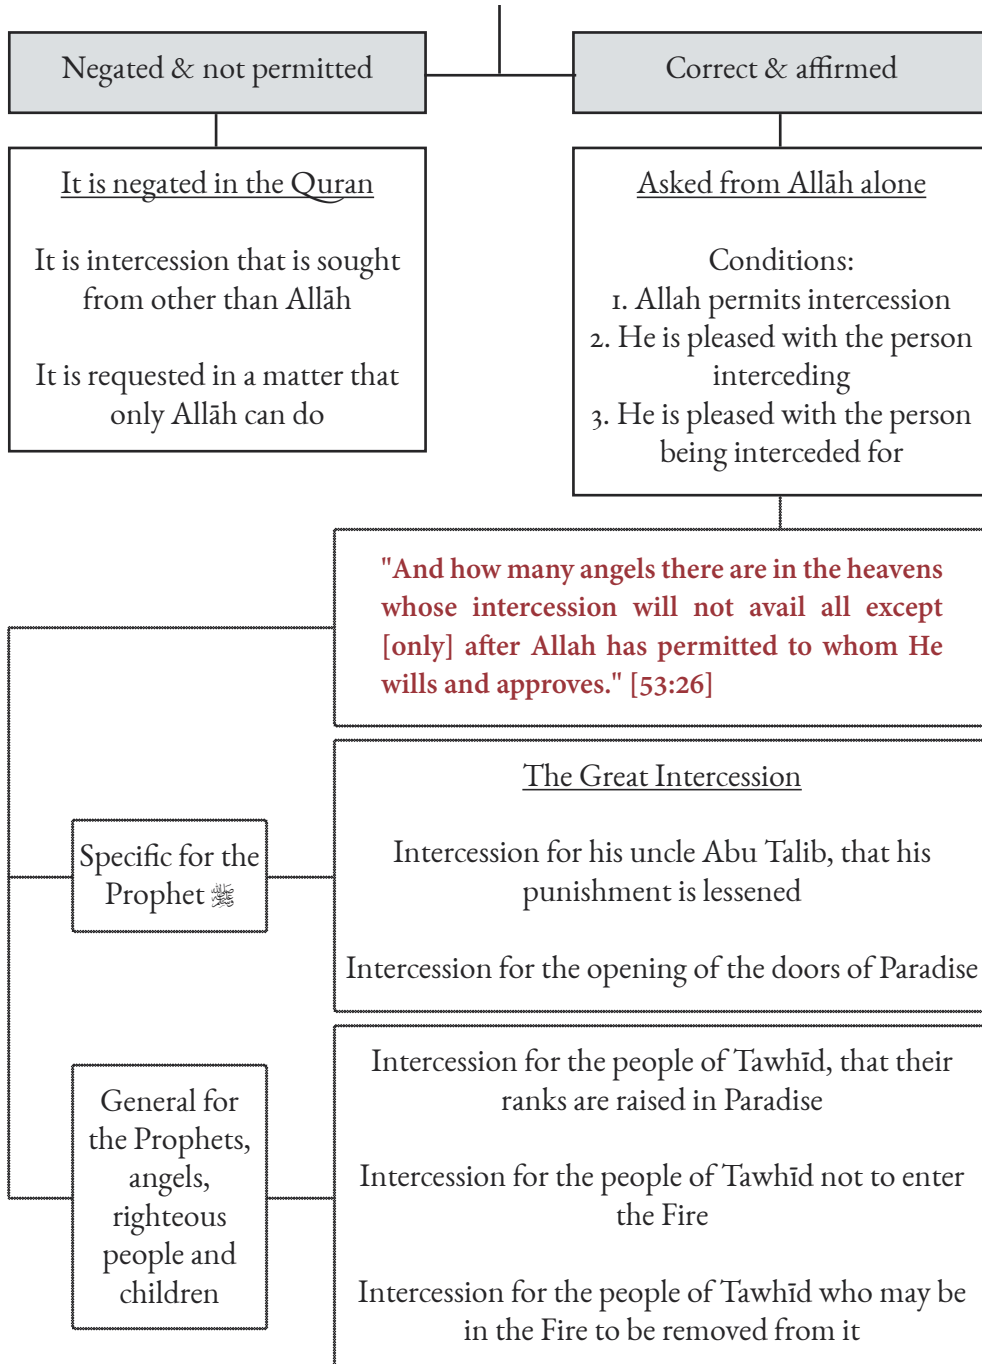 Negated & not permitted
Correct & affirmed
It is negated in the Quran
It is intercession that is sought
from other than Allāh
It is requested in a matter that
only Allāh can do
Asked from Allāh alone
Conditions:
1. Allah permits intercession
2. He is pleased with the person
interceding
3. He is pleased with the person
being interceded for
"And how many angels there are in the heavens
whose intercession will not avail all except
[only] after Allah has permitted to whom He
wills and approves." [53:26]
Specific for the
Prophet ﷺ
The Great Intercession
Intercession for his uncle Abu Talib, that his
punishment is lessened
Intercession for the opening of the doors of Paradise
General for
the Prophets,
angels,
righteous
people and
children
Intercession for the people of Tawhīd, that their
ranks are raised in Paradise
Intercession for the people of Tawhīd not to enter
the Fire
Intercession for the people of Tawhīd who may be
in the Fire to be removed from it